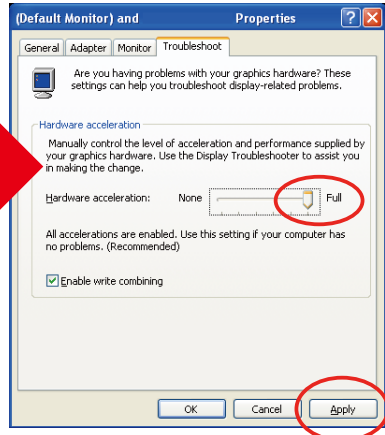 (Default Monitor) and Properties
General Adapter Monitor Troubleshoot
Are you having problems with your graphics hardware? These
settings can help you troubleshoot display-related problems.
Hardware acceleration
Manually control the level of acceleration and performance supplied by
your graphics hardware. Use the Display Troubleshooter to assist you
in making the change.
Hardware acceleration: None Full
All accelerations are enabled. Use this setting if your computer has
no problems. (Recommended)
Enable write combining
OK Cancel Apply